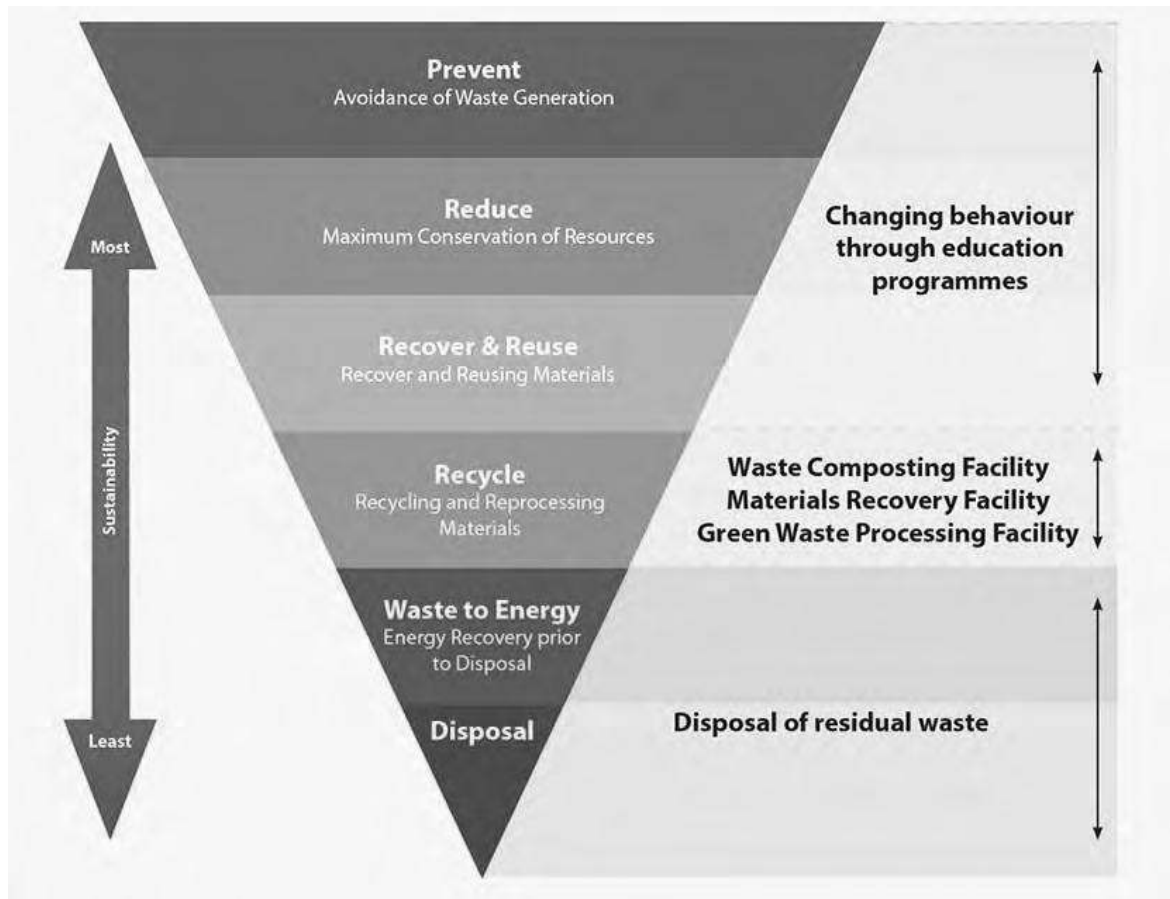 Prevent
Avoidance of Waste Generation
Reduce
Maximum Conservation of Resources
Recover & Reuse
Recover and Reusing Materials
Recycle
Recycling and Reprocessing
Materials
Waste to Energy
Energy Recovery prior
to Disposal
Disposal
Most
Sustainability
Least
Changing behaviour
through education
programmes
Waste Composting Facility
Materials Recovery Facility
Green Waste Processing Facility
Disposal of residual waste